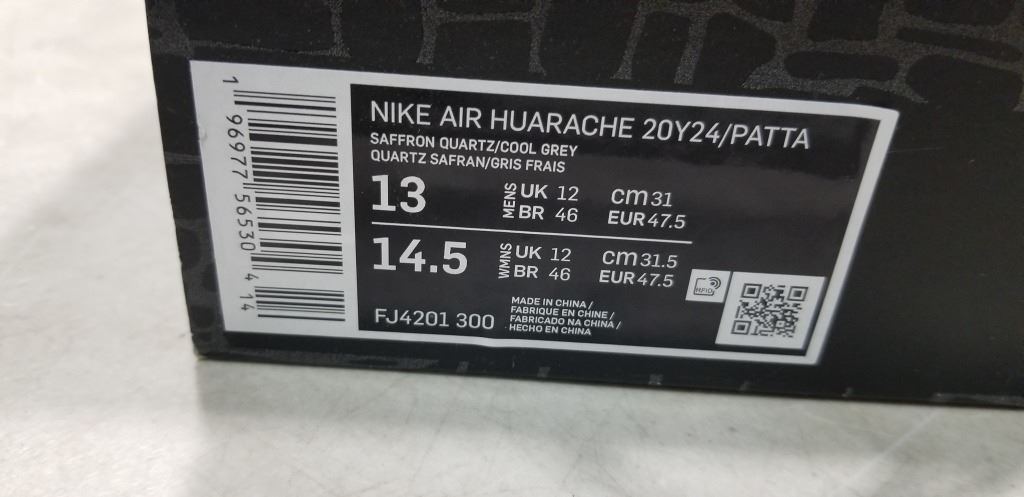 NIKE AIR HUARACHE 20Y24/PATTA
SAFFRON QUARTZ/COOL GREY
QUARTZ SAFRAN/GRIS FRAIS
13 MENS UK 12 cm 31
BR 46 EUR 47.5
14.5 WMNS UK 12 cm 31.5
BR 46 EUR 47.5
RFID
FJ4201 300
MADE IN CHINA /
FABRIQUE EN CHINE /
FABRICADO NA CHINA /
HECHO EN CHINA
1 96977 56530 4 14